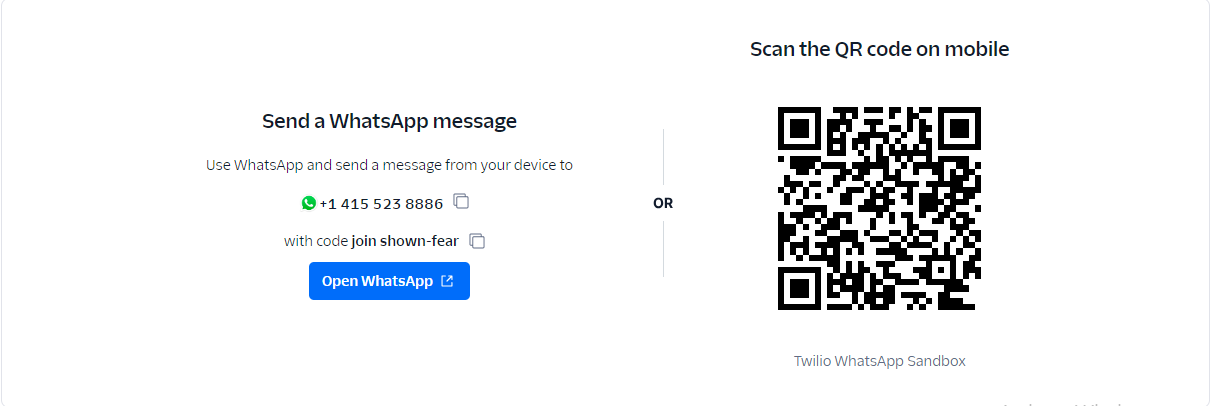 Send a WhatsApp message
Use WhatsApp and send a message from your device to
+1 415 523 8886
with code join shown-fear
Open WhatsApp
OR
Scan the QR code on mobile
Twilio WhatsApp Sandbox